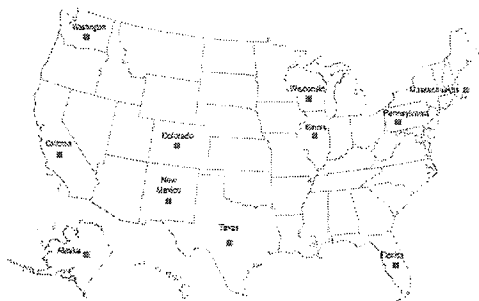 Washington
Wisconsin
Massachusetts
Pennsylvania
Illinois
Colorado
California
New
Mexico
Texas
Alaska
Florida